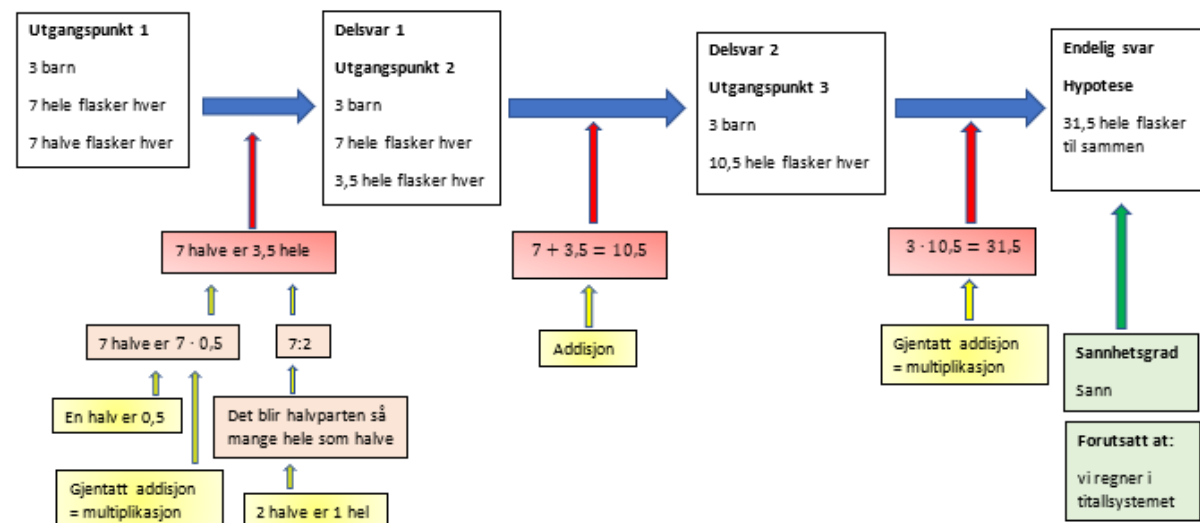 Utgangspunkt 1
3 barn
7 hele flasker hver
7 halve flasker hver
Delsvar 1
Utgangspunkt 2
3 barn
7 hele flasker hver
3,5 hele flasker hver
Delsvar 2
Utgangspunkt 3
3 barn
10,5 hele flasker hver
Endelig svar
Hypotese
31,5 hele flasker
til sammen
7 halve er 3,5 hele
7 + 3,5 = 10,5
3 · 10,5 = 31,5
7 halve er 7 · 0,5
7:2
Addisjon
Gjentatt addisjon
= multiplikasjon
Sannhetsgrad
Sann
En halv er 0,5
Det blir halvparten så
mange hele som halve
Gjentatt addisjon
= multiplikasjon
2 halve er 1 hel
Forutsatt at:
vi regner i
titallsystemet